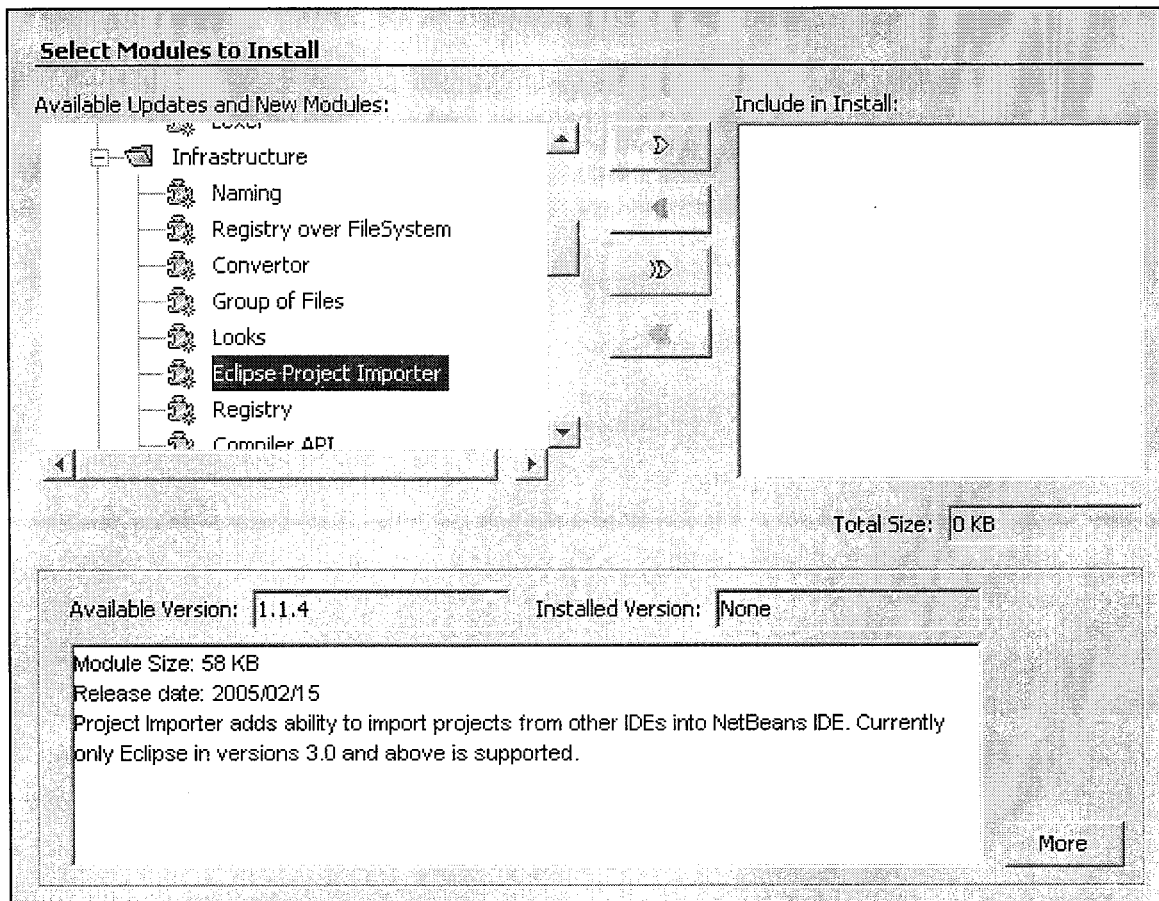 Select Modules to Install
Available Updates and New Modules:
Include in Install:
Infrastructure
Naming
Registry over FileSystem
Convertor
Group of Files
Looks
Eclipse Project Importer
Registry
Compiler API
Total Size: 0 KB
Available Version: 1.1.4
Installed Version: None
Module Size: 58 KB
Release date: 2005/02/15
Project Importer adds ability to import projects from other IDEs into NetBeans IDE. Currently
only Eclipse in versions 3.0 and above is supported.
More